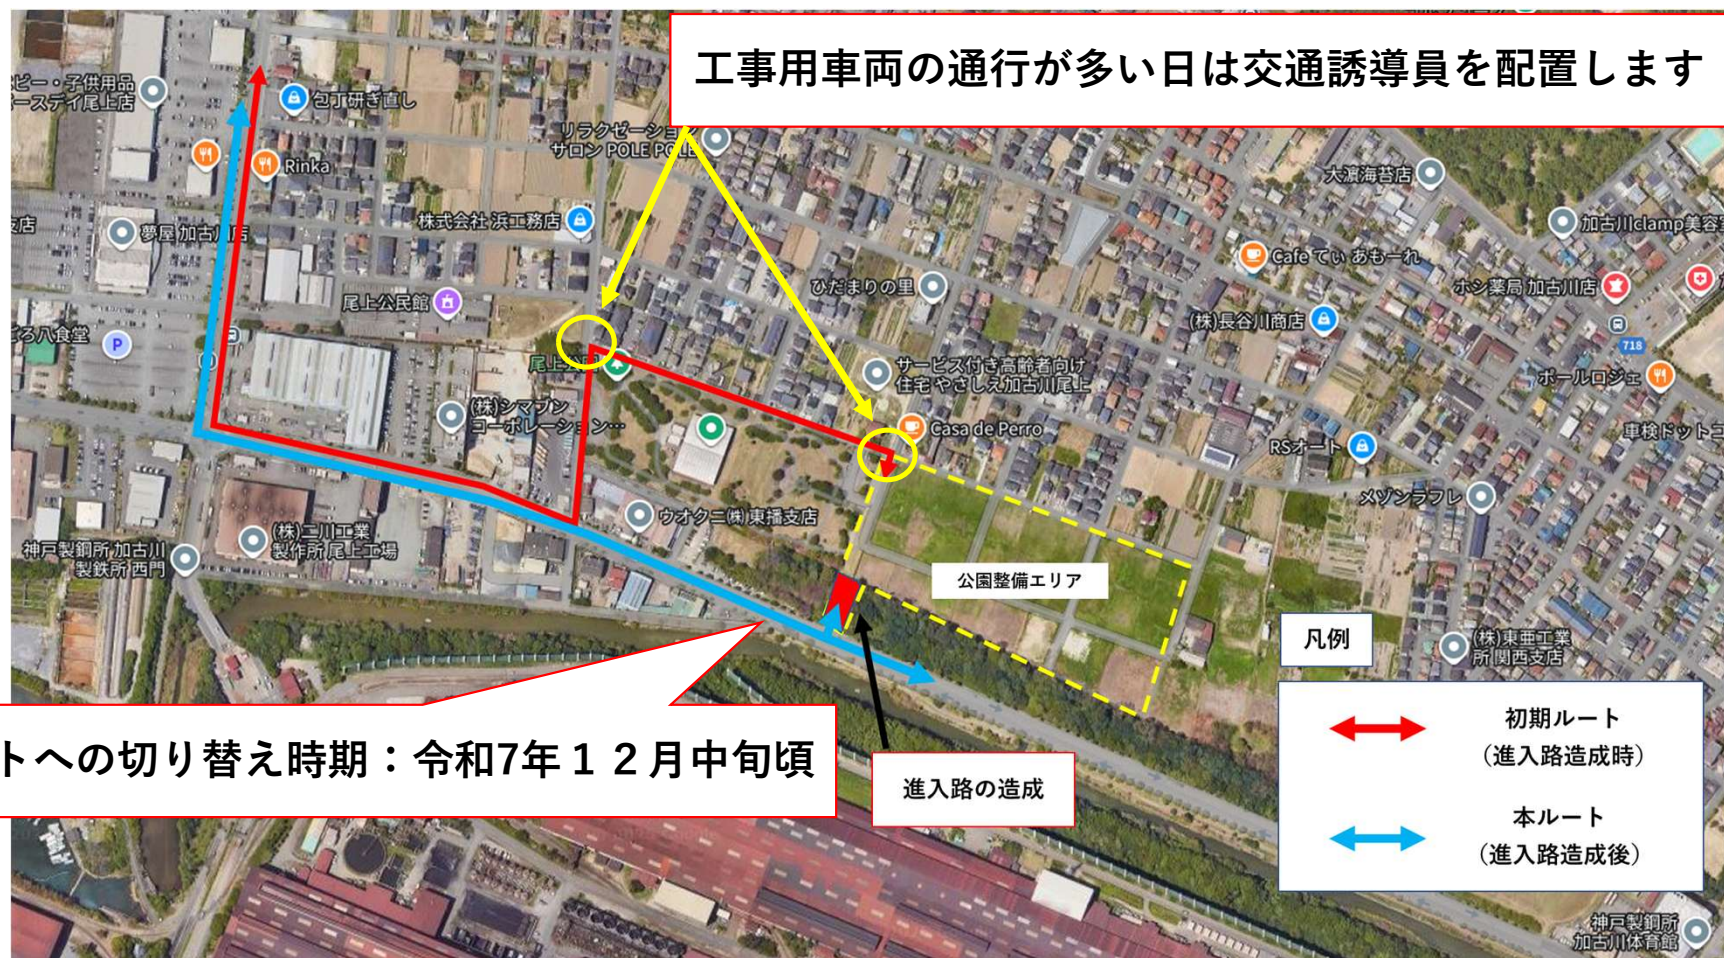 工事用車両の通行が多い日は交通誘導員を配置します
ビー・子供用品
ースデイ尾上店
包丁研ぎ直し
リラクゼーション
サロン POLE POLE
Rinka
大濵海苔店
株式会社 浜工務店
支店
夢屋 加古川店
加古川clamp美容室
Cafe てぃ あもーれ
尾上公民館
ひだまりの里
ホシ薬局 加古川店
(株)長谷川商店
ごろ八食堂
P
718
尾上公園
サービス付き高齢者向け
住宅 やさしえ加古川尾上
ポールロジェ
(株)シマブン
コーポレーション…
Casa de Perro
車検ドットコ
RSオート
メゾンラフレ
ウオクニ㈱ 東播支店
(株)二川工業
製作所 尾上工場
神戸製鋼所 加古川
製鉄所 西門
公園整備エリア
凡例
(株)東亜工業
所 関西支店
初期ルート
(進入路造成時)
トへの切り替え時期：令和7年１２月中旬頃
進入路の造成
本ルート
(進入路造成後)
神戸製鋼所
加古川体育館